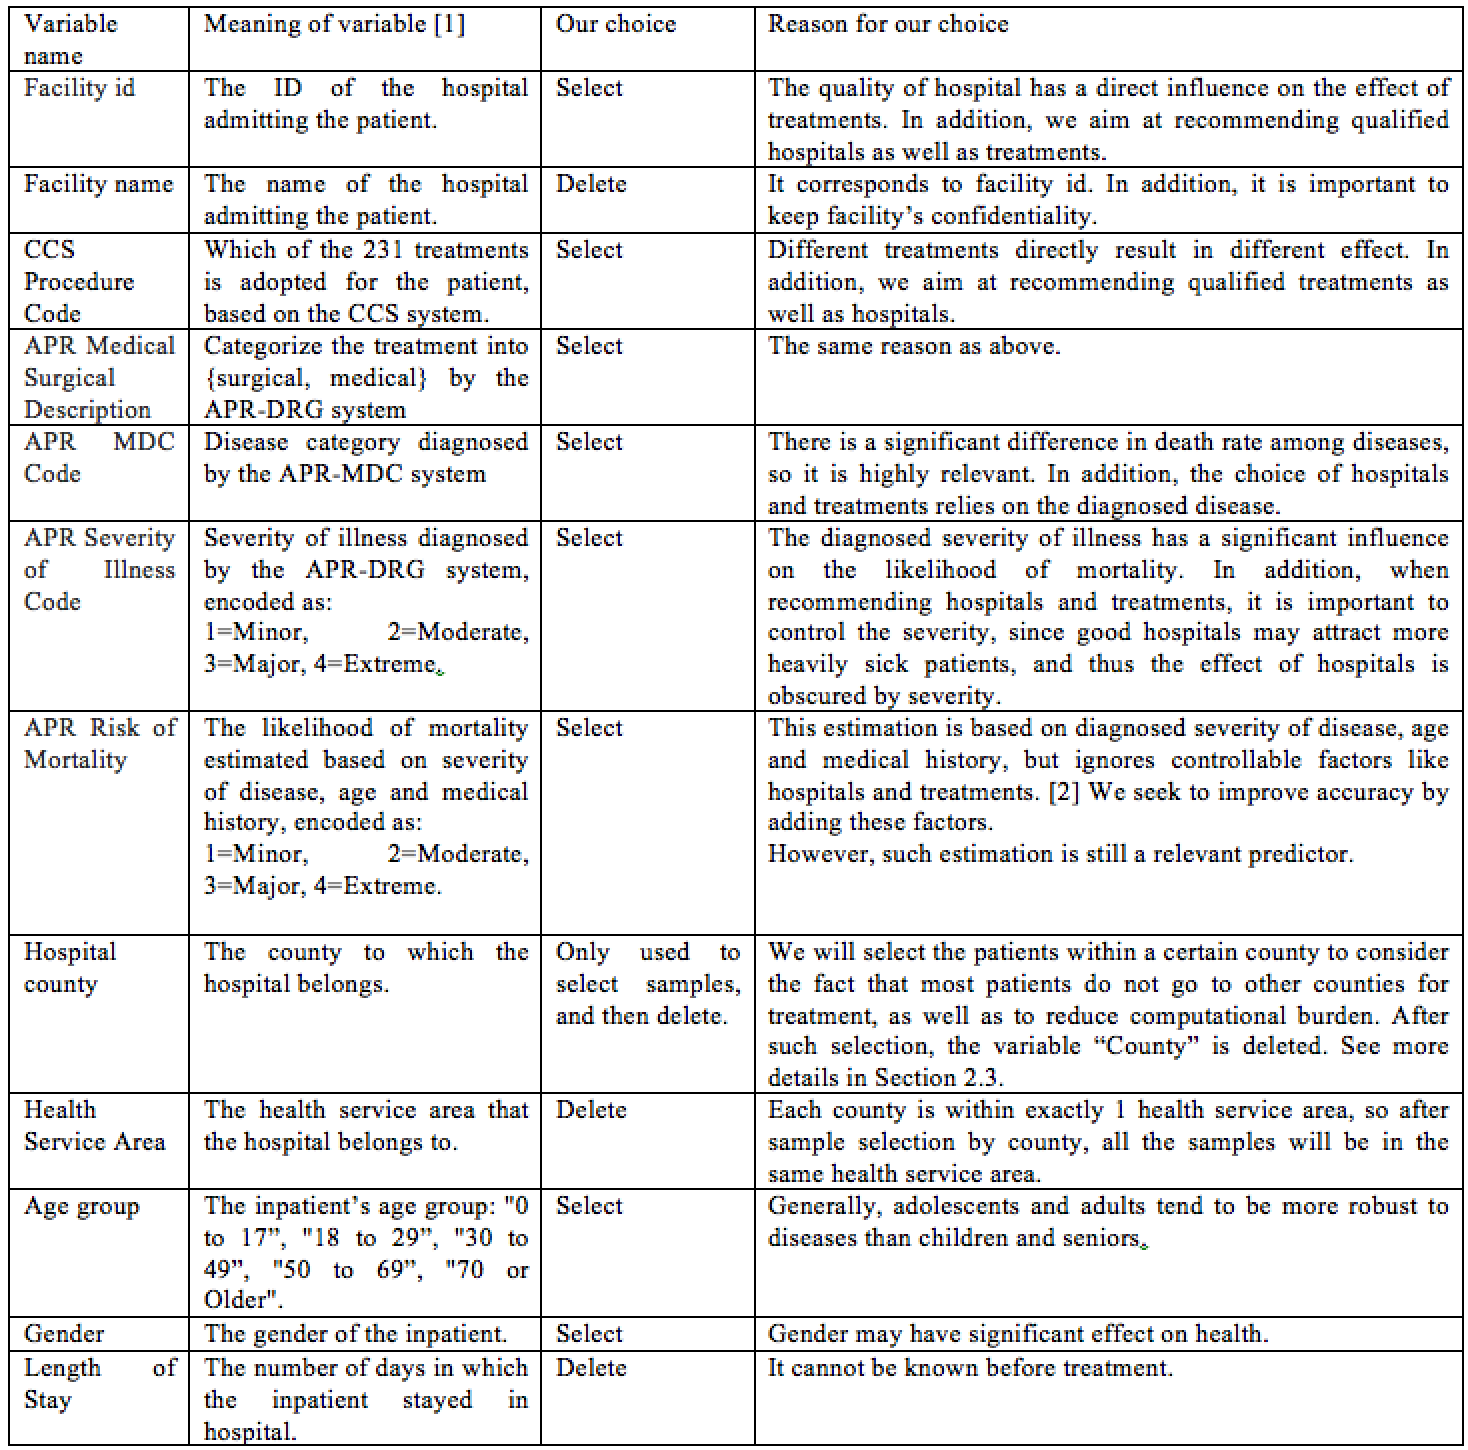 Variable name
Meaning of variable [1]
Our choice
Reason for our choice
Facility id
The ID of the hospital
admitting the patient.
Select
The quality of hospital has a direct influence on the effect of
treatments. In addition, we aim at recommending qualified
hospitals as well as treatments.
Facility name
The name of the hospital
admitting the patient.
Delete
It corresponds to facility id. In addition, it is important to
keep facility’s confidentiality.
CCS
Procedure
Code
Which of the 231 treatments
is adopted for the patient,
based on the CCS system.
Select
Different treatments directly result in different effect. In
addition, we aim at recommending qualified treatments as
well as hospitals.
APR Medical
Surgical
Description
Categorize the treatment into
{surgical, medical} by the
APR-DRG system
Select
The same reason as above.
APR MDC
Code
Disease category diagnosed
by the APR-MDC system
Select
There is a significant difference in death rate among diseases,
so it is highly relevant. In addition, the choice of hospitals
and treatments relies on the diagnosed disease.
APR Severity
of Illness
Code
Severity of illness diagnosed
by the APR-DRG system,
encoded as:
1=Minor, 2=Moderate,
3=Major, 4=Extreme.
Select
The diagnosed severity of illness has a significant influence
on the likelihood of mortality. In addition, when
recommending hospitals and treatments, it is important to
control the severity, since good hospitals may attract more
heavily sick patients, and thus the effect of hospitals is
obscured by severity.
APR Risk of
Mortality
The likelihood of mortality
estimated based on severity
of disease, age and medical
history, encoded as:
1=Minor, 2=Moderate,
3=Major, 4=Extreme.
Select
This estimation is based on diagnosed severity of disease, age
and medical history, but ignores controllable factors like
hospitals and treatments. [2] We seek to improve accuracy by
adding these factors.
However, such estimation is still a relevant predictor.
Hospital
county
The county to which the
hospital belongs.
Only used to
select samples,
and then delete.
We will select the patients within a certain county to consider
the fact that most patients do not go to other counties for
treatment, as well as to reduce computational burden. After
such selection, the variable “County” is deleted. See more
details in Section 2.3.
Health
Service Area
The health service area that
the hospital belongs to.
Delete
Each county is within exactly 1 health service area, so after
sample selection by county, all the samples will be in the
same health service area.
Age group
The inpatient’s age group: "0
to 17”, "18 to 29”, "30 to
49”, "50 to 69”, "70 or
Older".
Select
Generally, adolescents and adults tend to be more robust to
diseases than children and seniors.
Gender
The gender of the inpatient.
Select
Gender may have significant effect on health.
Length of
Stay
The number of days in which
the inpatient stayed in
hospital.
Delete
It cannot be known before treatment.